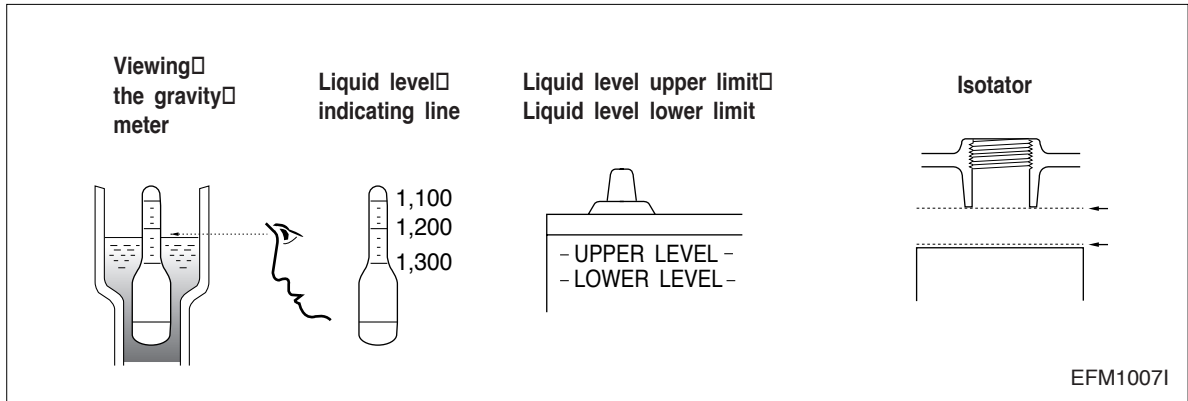 Viewing
the gravity
meter
Liquid level
indicating line
Liquid level upper limit
Liquid level lower limit
Isotator
1,100
1,200
1,300
- UPPER LEVEL -
- LOWER LEVEL -
EFM1007I